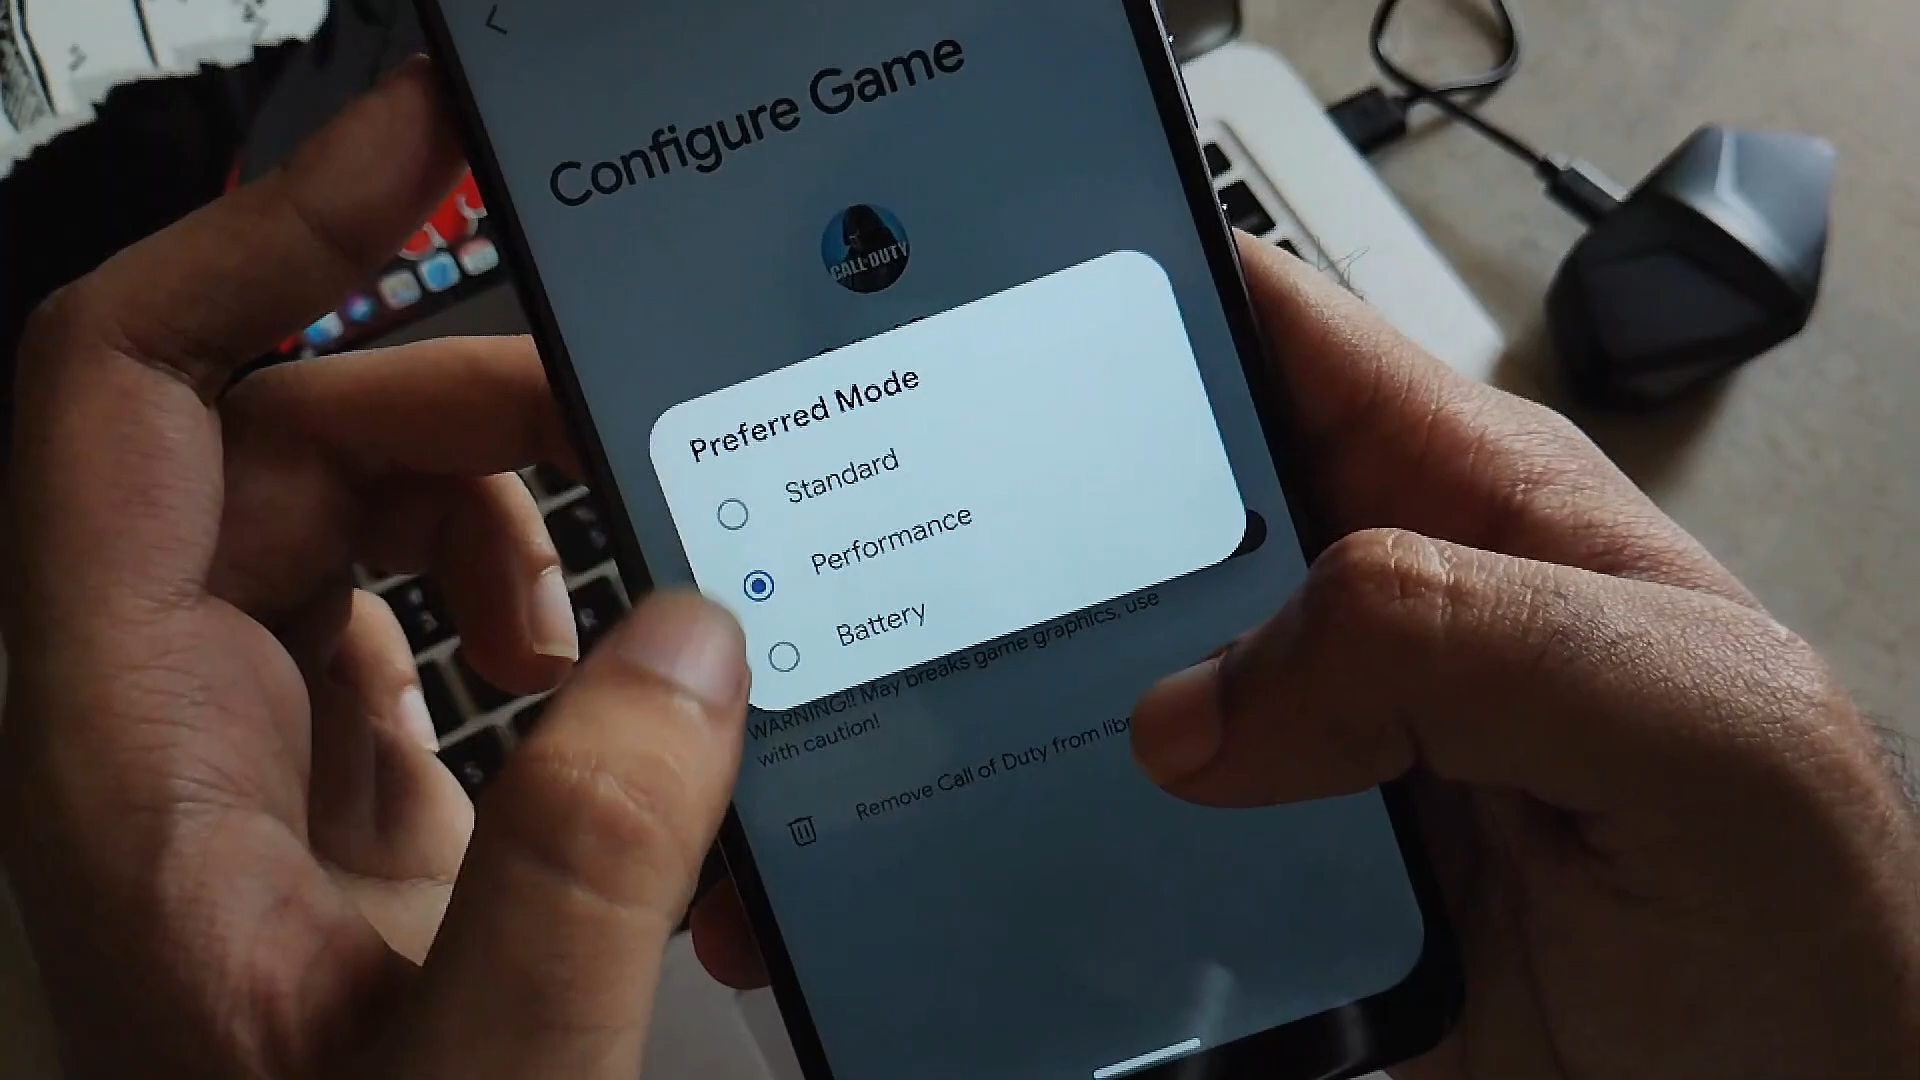 Configure Game
CALL·DUTY
Preferred Mode
Standard
Performance
Battery
WARNING!! May breaks game graphics, use
with caution!
Remove Call of Duty from